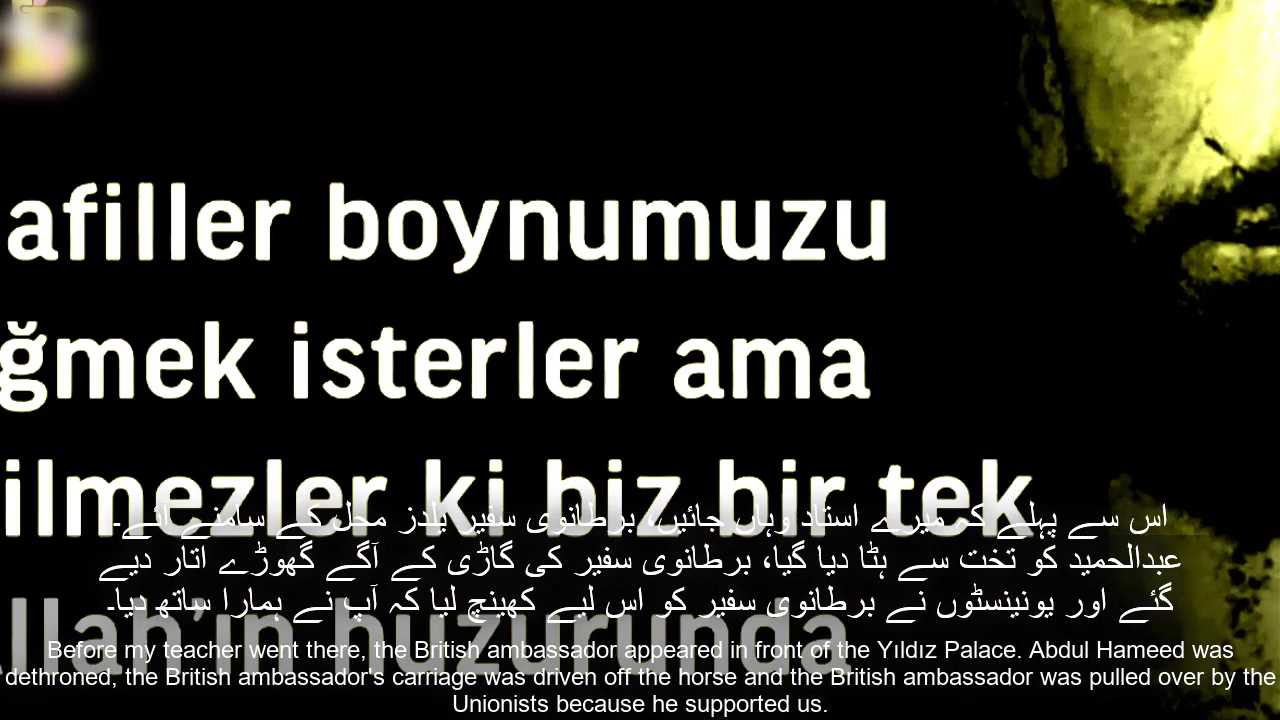 afiller boynumuzu
ğmek isterler ama
ilmezler ki biz bir tek
llah'ın huzurunda
اس سے پہلے کہ میرے استاد وہاں جائیں، برطانوی سفیر یلدز محل کے سامنے آئے۔
عبدالحمید کو تخت سے ہٹا دیا گیا، برطانوی سفیر کی گاڑی کے آگے گھوڑے اتار دیے
گئے اور یونینسٹوں نے برطانوی سفیر کو اس لیے کھینچ لیا کہ آپ نے ہمارا ساتھ دیا۔
Before my teacher went there, the British ambassador appeared in front of the Yıldız Palace. Abdul Hameed was
dethroned, the British ambassador's carriage was driven off the horse and the British ambassador was pulled over by the
Unionists because he supported us.